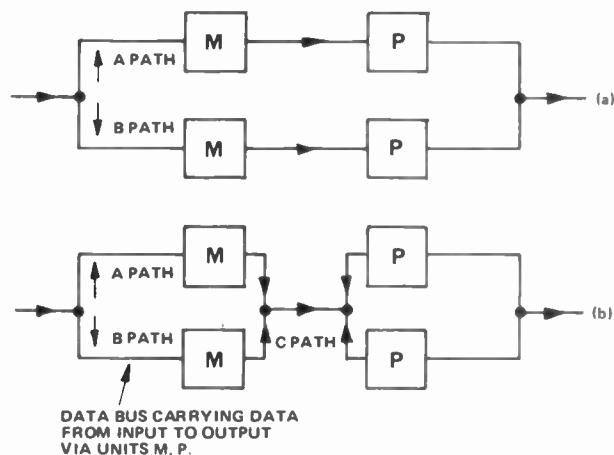 M
P
A PATH
(a)
B PATH
M
P
M
P
A PATH
(b)
B PATH
C PATH
M
P
DATA BUS CARRYING DATA
FROM INPUT TO OUTPUT
VIA UNITS M. P.